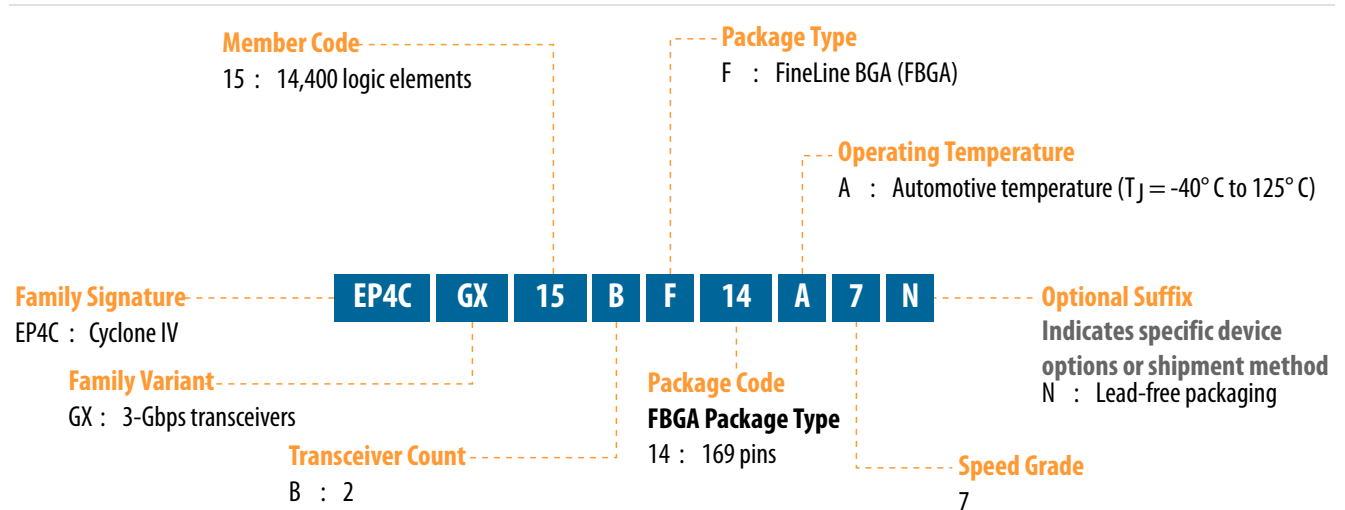 Member Code
15 : 14,400 logic elements
Package Type
F : FineLine BGA (FBGA)
Operating Temperature
A : Automotive temperature (TJ = -40° C to 125° C)
EP4C GX 15 B F 14 A 7 N
Family Signature
EP4C : Cyclone IV
Optional Suffix
Indicates specific device
options or shipment method
N : Lead-free packaging
Family Variant
GX : 3-Gbps transceivers
Package Code
FBGA Package Type
14 : 169 pins
Transceiver Count
B : 2
Speed Grade
7